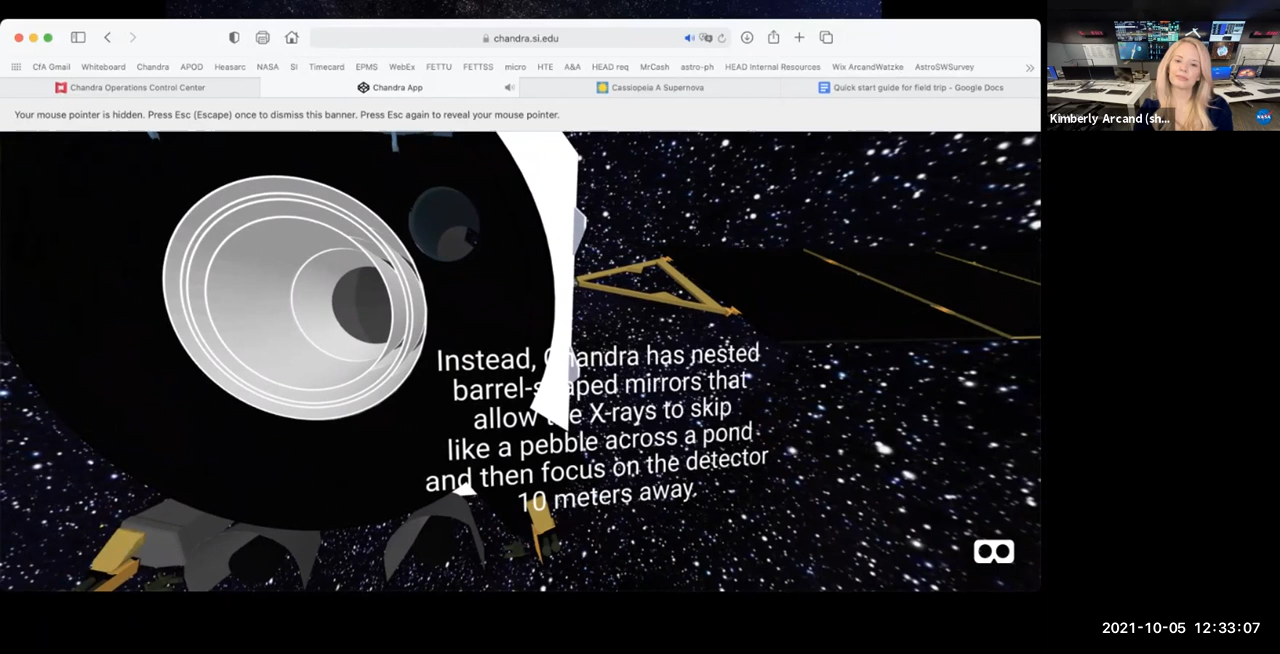 chandra.si.edu
CfA Gmail Whiteboard Chandra APOD Heasarc NASA SI Timecard EPMS WebEx FETTU FETTSS micro HTE A&A HEAD req MrCash astro-ph HEAD Internal Resources Wix ArcandWatzke AstroSWSurvey
Chandra Operations Control Center Chandra App Cassiopeia A Supernova Quick start guide for field trip - Google Docs
Your mouse pointer is hidden. Press Esc (Escape) once to dismiss this banner. Press Esc again to reveal your mouse pointer.
Kimberly Arcand (sh...
NASA
Instead, Chandra has nested
barrel-shaped mirrors that
allow the X-rays to skip
like a pebble across a pond
and then focus on the detector
10 meters away.
2021-10-05 12:33:07